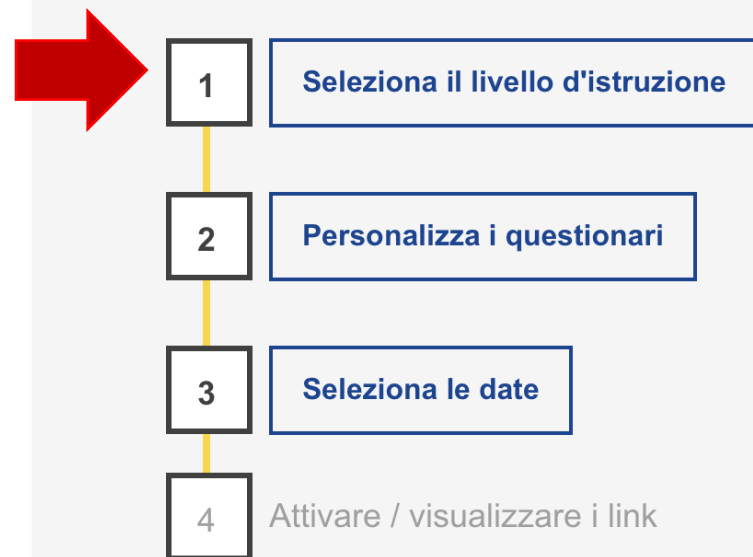 1 Seleziona il livello d'istruzione
2 Personalizza i questionari
3 Seleziona le date
4 Attivare / visualizzare i link